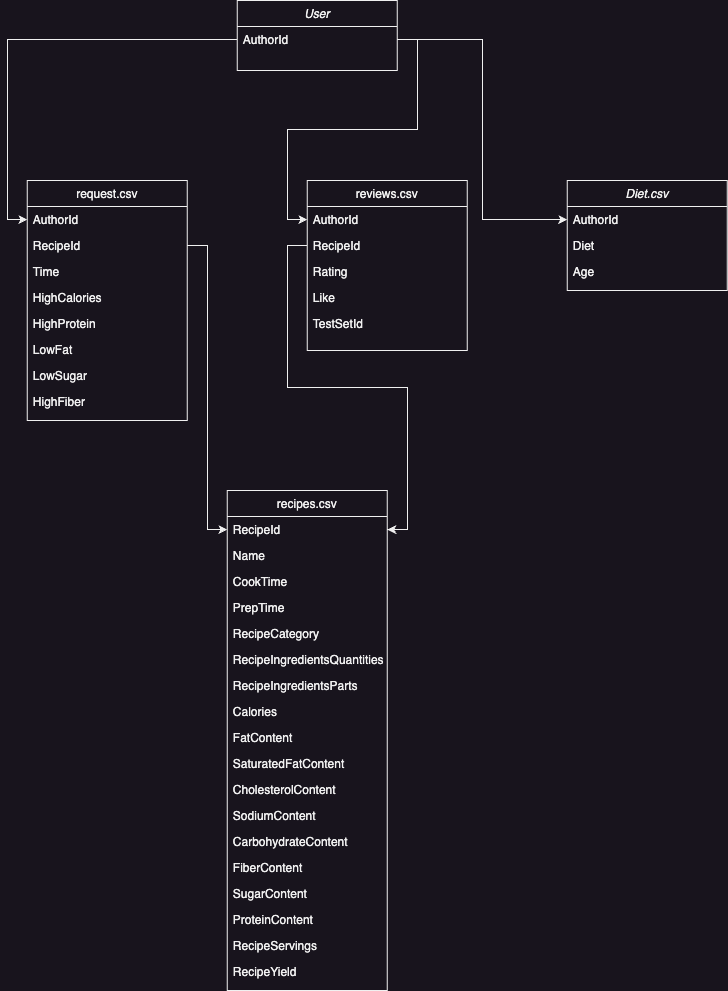 User
AuthorId
request.csv
AuthorId
RecipeId
Time
HighCalories
HighProtein
LowFat
LowSugar
HighFiber
reviews.csv
AuthorId
RecipeId
Rating
Like
TestSetId
Diet.csv
AuthorId
Diet
Age
recipes.csv
RecipeId
Name
CookTime
PrepTime
RecipeCategory
RecipeIngredientsQuantities
RecipeIngredientsParts
Calories
FatContent
SaturatedFatContent
CholesterolContent
SodiumContent
CarbohydrateContent
FiberContent
SugarContent
ProteinContent
RecipeServings
RecipeYield